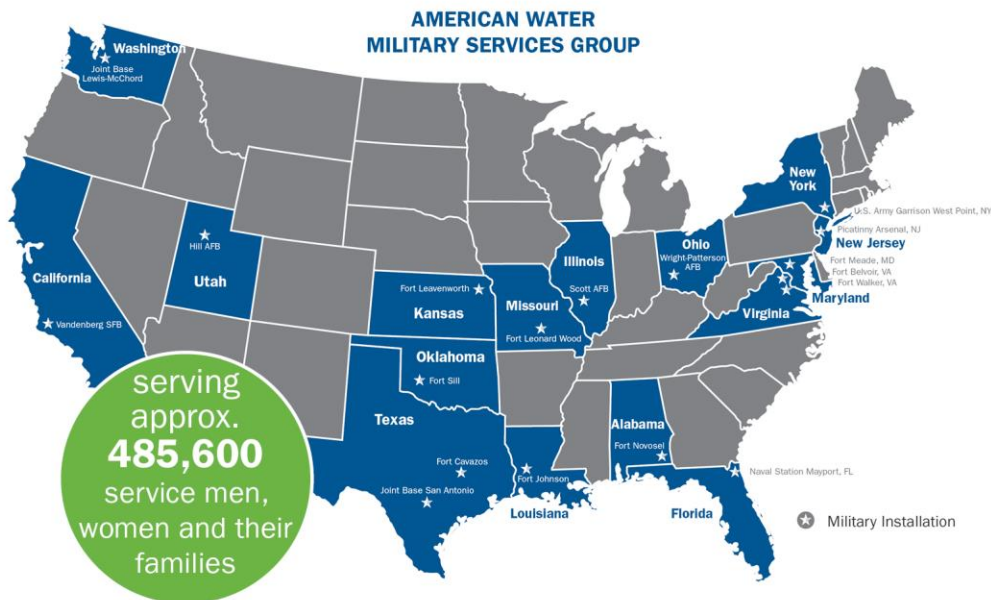 AMERICAN WATER
MILITARY SERVICES GROUP
Washington
Joint Base
Lewis-McChord
New
York
U.S. Army Garrison West Point, NY
Picatinny Arsenal, NJ
New Jersey
Hill AFB
Utah
California
Vandenberg SFB
Fort Leavenworth
Kansas
Missouri
Fort Leonard Wood
Illinois
Scott AFB
Ohio
Wright-Patterson
AFB
Fort Meade, MD
Fort Belvoir, VA
Fort Walker, VA
Maryland
Virginia
Oklahoma
Fort Sill
Texas
Fort Cavazos
Joint Base San Antonio
Fort Johnson
Louisiana
Alabama
Fort Novosel
Naval Station Mayport, FL
Florida
serving
approx.
485,600
service men,
women and their
families
Military Installation